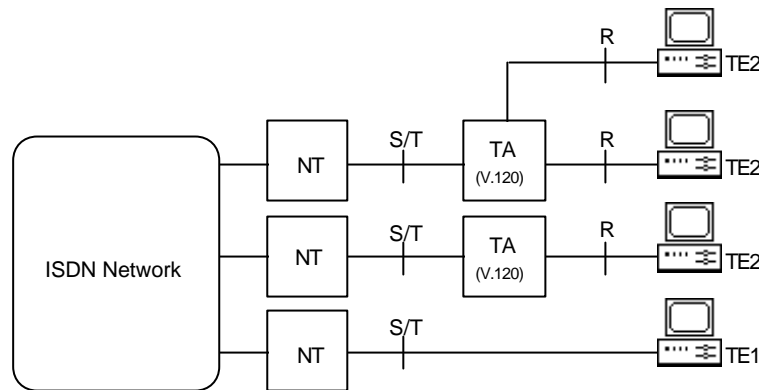 R
TE2
S/T
R
NT
TA
(V.120)
TE2
S/T
R
ISDN Network
NT
TA
(V.120)
TE2
S/T
NT
TE1